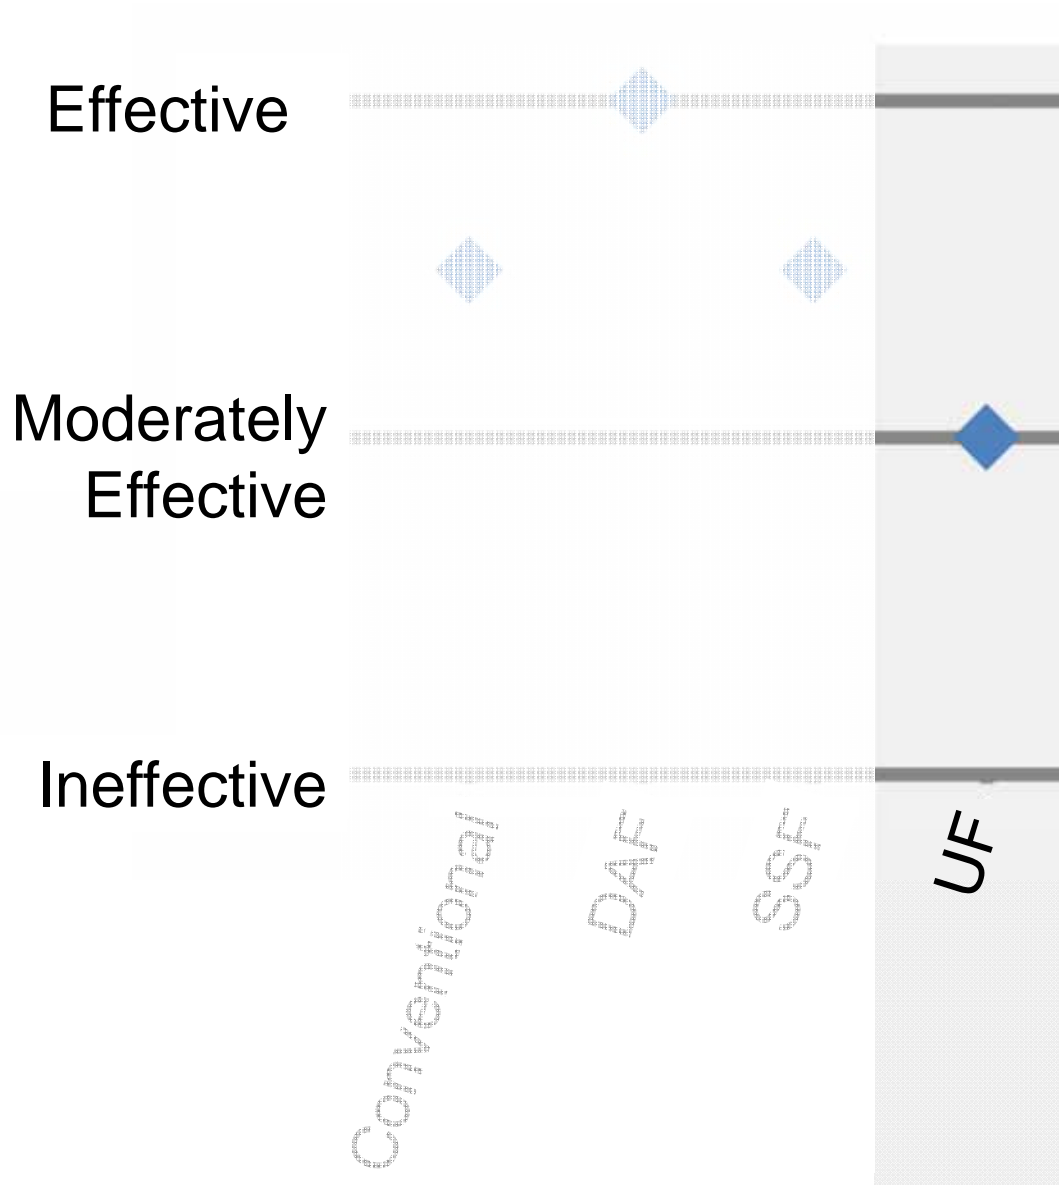 Effective
Moderately
Effective
Ineffective
Conventional
DAF
SSF
UF